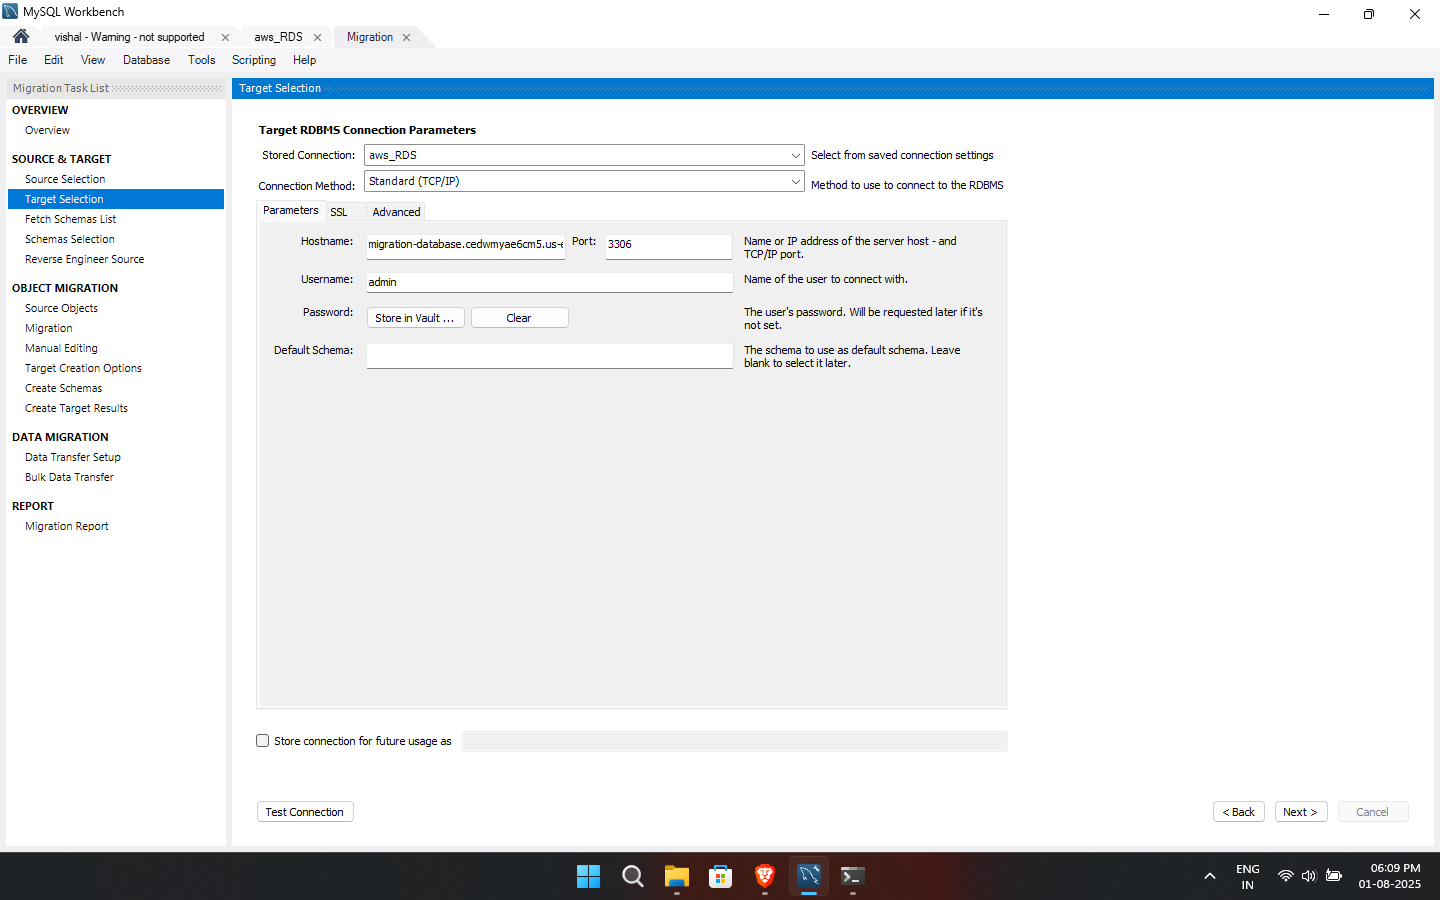 MySQL Workbench
vishal - Warning - not supported
aws_RDS
Migration
File Edit View Database Tools Scripting Help
Migration Task List
OVERVIEW
Overview
SOURCE & TARGET
Source Selection
Target Selection
Fetch Schemas List
Schemas Selection
Reverse Engineer Source
OBJECT MIGRATION
Source Objects
Migration
Manual Editing
Target Creation Options
Create Schemas
Create Target Results
DATA MIGRATION
Data Transfer Setup
Bulk Data Transfer
REPORT
Migration Report
Target Selection
Target RDBMS Connection Parameters
Stored Connection: aws_RDS Select from saved connection settings
Connection Method: Standard (TCP/IP) Method to use to connect to the RDBMS
Parameters SSL Advanced
Hostname: migration-database.cedwmyae6cm5.us-e Port: 3306 Name or IP address of the server host - and
TCP/IP port.
Username: admin Name of the user to connect with.
Password: Store in Vault ... Clear The user's password. Will be requested later if it's
not set.
Default Schema: The schema to use as default schema. Leave
blank to select it later.
Store connection for future usage as
Test Connection
< Back Next > Cancel
ENG
IN
06:09 PM
01-08-2025